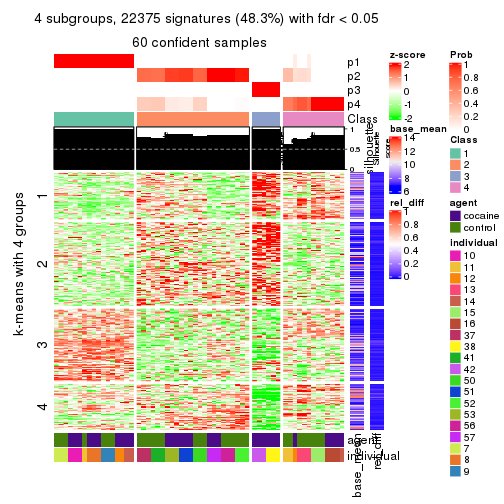 4 subgroups, 22375 signatures (48.3%) with fdr < 0.05
60 confident samples
p1
p2
p3
p4
Class
1
0.5
0
silhouette
score
k-means with 4 groups
1
2
3
4
agent
individual
base_mean
rel_diff
z-score
2
1
0
-1
-2
base_mean
14
12
10
8
6
rel_diff
1
0.8
0.6
0.4
0.2
0
Prob
1
0.8
0.6
0.4
0.2
0
Class
1
2
3
4
agent
cocaine
control
individual
10
11
12
13
14
15
16
37
38
41
42
50
51
52
53
56
57
7
8
9